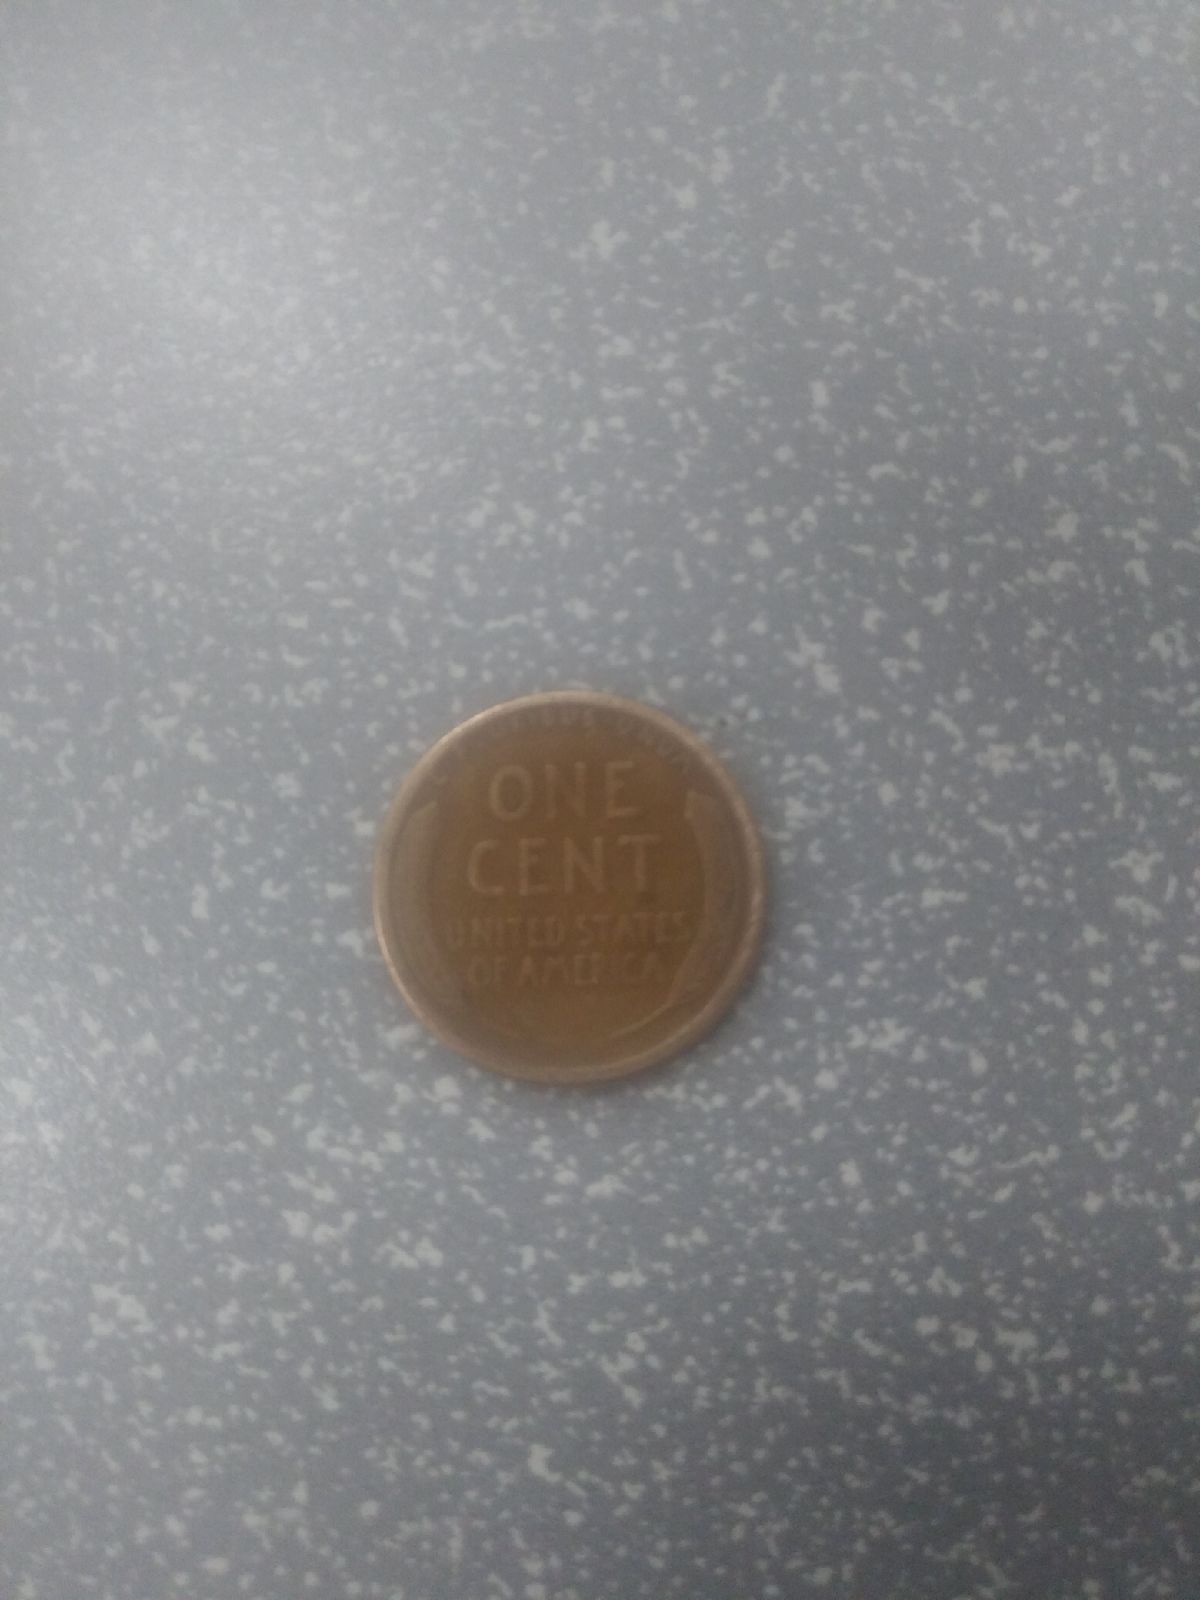 ONE
CENT
UNITED STATES
OF AMERICA